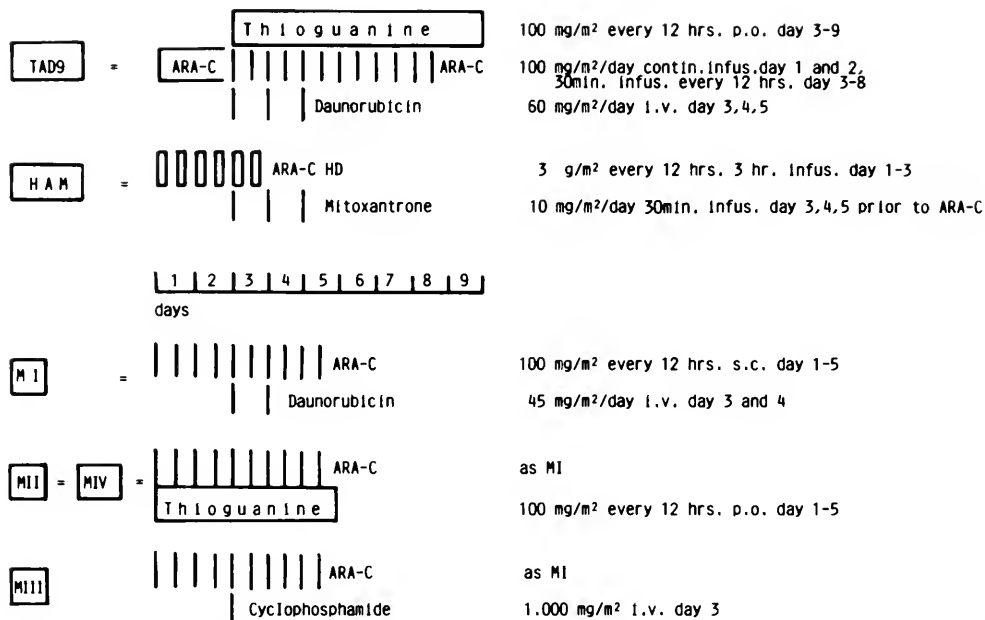 Thioguanine 100 mg/m² every 12 hrs. p.o. day 3-9
TAD9 = ARA-C ARA-C 100 mg/m²/day contin.infus.day 1 and 2,
30min. infus. every 12 hrs. day 3-8
Daunorubicin 60 mg/m²/day i.v. day 3,4,5
HAM = ARA-C HD 3 g/m² every 12 hrs. 3 hr. infus. day 1-3
Mitoxantrone 10 mg/m²/day 30min. infus. day 3,4,5 prior to ARA-C
1 2 3 4 5 6 7 8 9
days
MI = ARA-C 100 mg/m² every 12 hrs. s.c. day 1-5
Daunorubicin 45 mg/m²/day i.v. day 3 and 4
MII = MIV = ARA-C as MI
Thioguanine 100 mg/m² every 12 hrs. p.o. day 1-5
MIII ARA-C as MI
Cyclophosphamide 1.000 mg/m² i.v. day 3